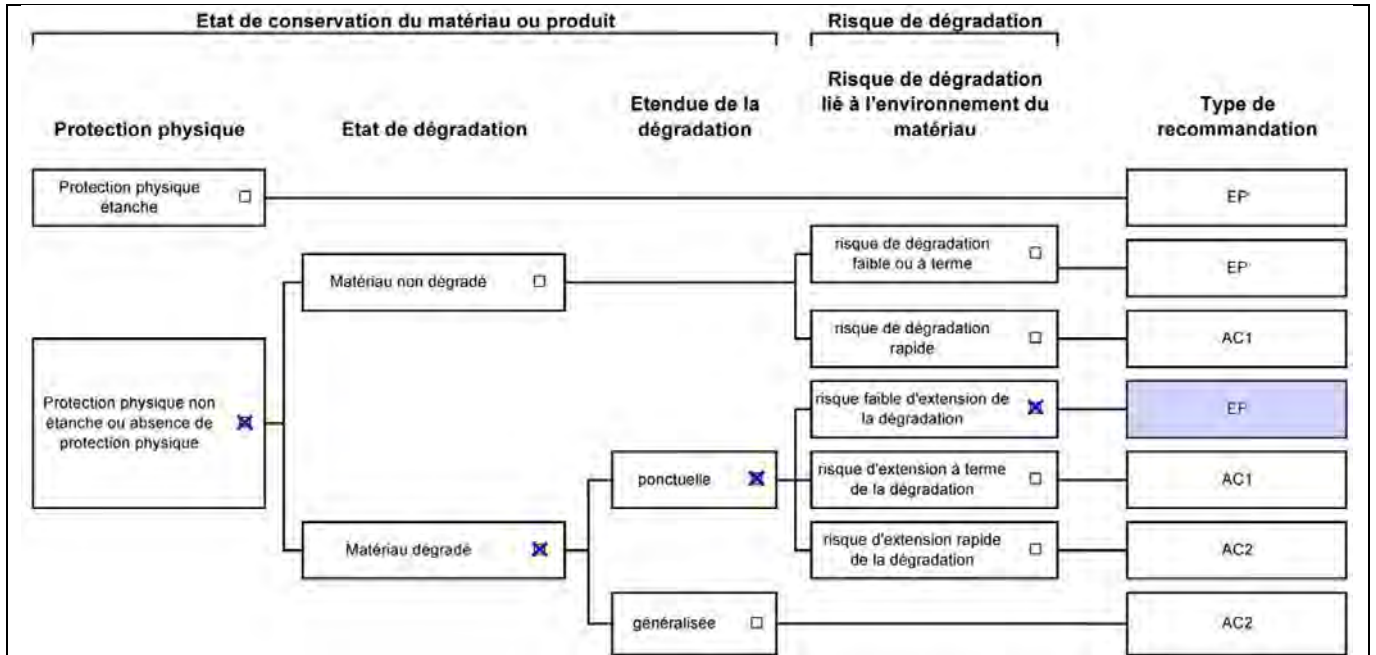 Etat de conservation du matériau ou produit
Risque de dégradation
Protection physique
Etat de dégradation
Etendue de la
dégradation
Risque de dégradation
lié à l'environnement du
matériau
Type de
recommandation
Protection physique
étanche
EP
Matériau non dégradé
risque de dégradation
faible ou à terme
EP
risque de dégradation
rapide
AC1
Protection physique non
étanche ou absence de
protection physique
risque faible d'extension de
la dégradation
EP
ponctuelle
risque d'extension à terme
de la dégradation
AC1
Matériau dégradé
risque d'extension rapide
de la dégradation
AC2
généralisée
AC2